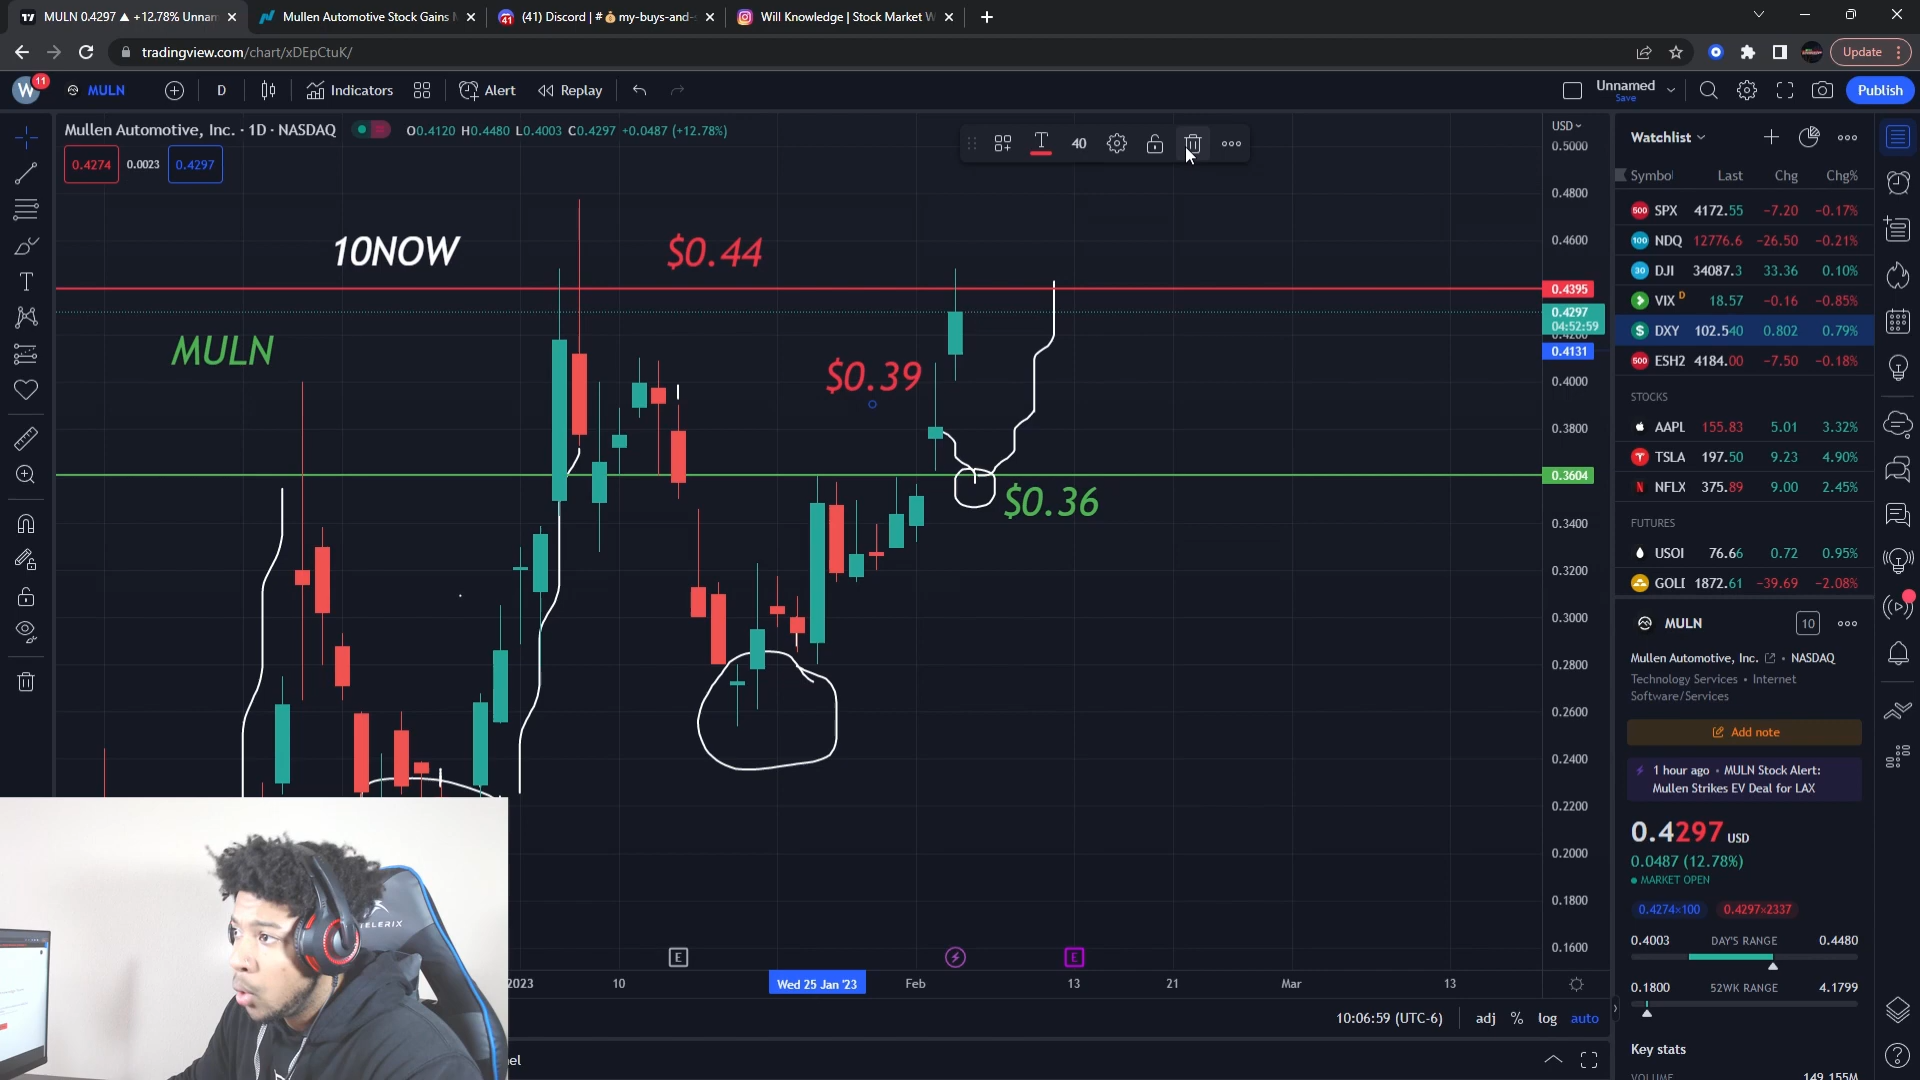 MULN 0.4297 ▲ +12.78% Unnam
Mullen Automotive Stock Gains
(41) Discord | # my-buys-and-
Will Knowledge | Stock Market W
tradingview.com/chart/xDEpCtuK/
Update
W
11
MULN
D
Indicators
Alert
Replay
Unnamed
Save
Publish
Mullen Automotive, Inc. · 1D · NASDAQ
O0.4120 H0.4480 L0.4003 C0.4297 +0.0487 (+12.78%)
0.4274
0.0023
0.4297
T
40
10NOW
$0.44
MULN
$0.39
$0.36
USD
0.5000
0.4800
0.4600
0.4395
0.4297
04:52:59
0.4131
0.4000
0.3800
0.3604
0.3400
0.3200
0.3000
0.2800
0.2600
0.2400
0.2200
0.2000
0.1800
0.1600
E
E
2023
10
Wed 25 Jan '23
Feb
13
21
Mar
13
10:06:59 (UTC-6)
adj
%
log
auto
el
Watchlist
Symbol Last Chg Chg%
SPX 4172.55 −7.20 −0.17%
NDQ 12776.6 −26.50 −0.21%
DJI 34087.3 33.36 0.10%
VIX D 18.57 −0.16 −0.85%
DXY 102.540 0.802 0.79%
ESH2 4184.00 −7.50 −0.18%
STOCKS
AAPL 155.83 5.01 3.32%
TSLA 197.50 9.23 4.90%
NFLX 375.89 9.00 2.45%
FUTURES
USOI 76.66 0.72 0.95%
GOLD 1872.61 −39.69 −2.08%
MULN
10
Mullen Automotive, Inc. • NASDAQ
Technology Services • Internet
Software/Services
Add note
1 hour ago • MULN Stock Alert:
Mullen Strikes EV Deal for LAX
0.4297 USD
0.0487 (12.78%)
MARKET OPEN
0.4274×100
0.4297×2337
0.4003 DAY'S RANGE 0.4480
0.1800 52WK RANGE 4.1799
Key stats
VOLUME 149.155M